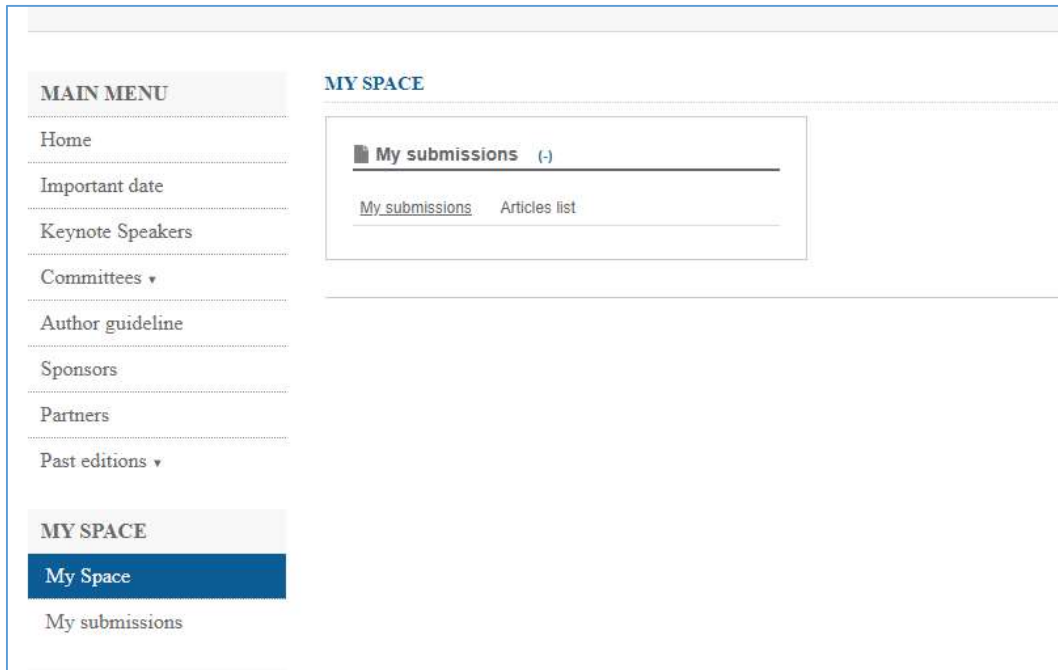 MAIN MENU
Home
Important date
Keynote Speakers
Committees ▾
Author guideline
Sponsors
Partners
Past editions ▾
MY SPACE
My Space
My submissions
MY SPACE
My submissions (-)
My submissions Articles list